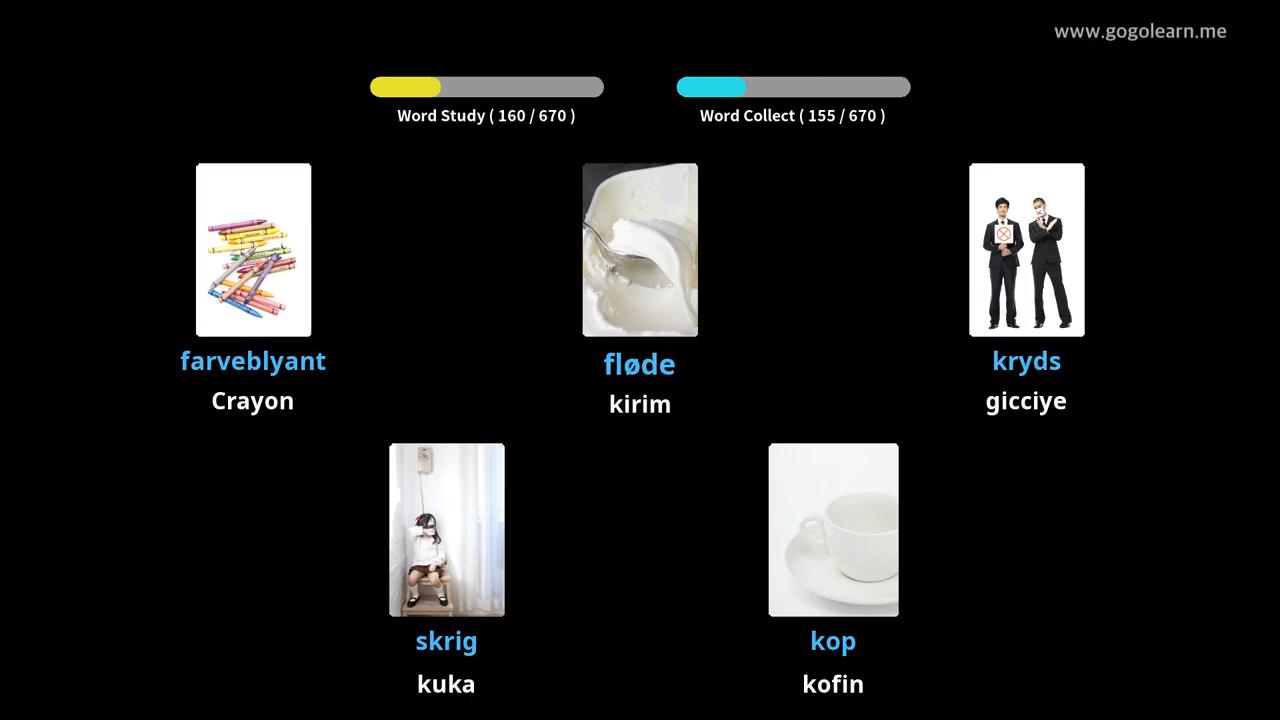 www.gogolearn.me
Word Study ( 160 / 670 )
Word Collect ( 155 / 670 )
farveblyant
Crayon
fløde
kirim
kryds
gicciye
skrig
kuka
kop
kofin